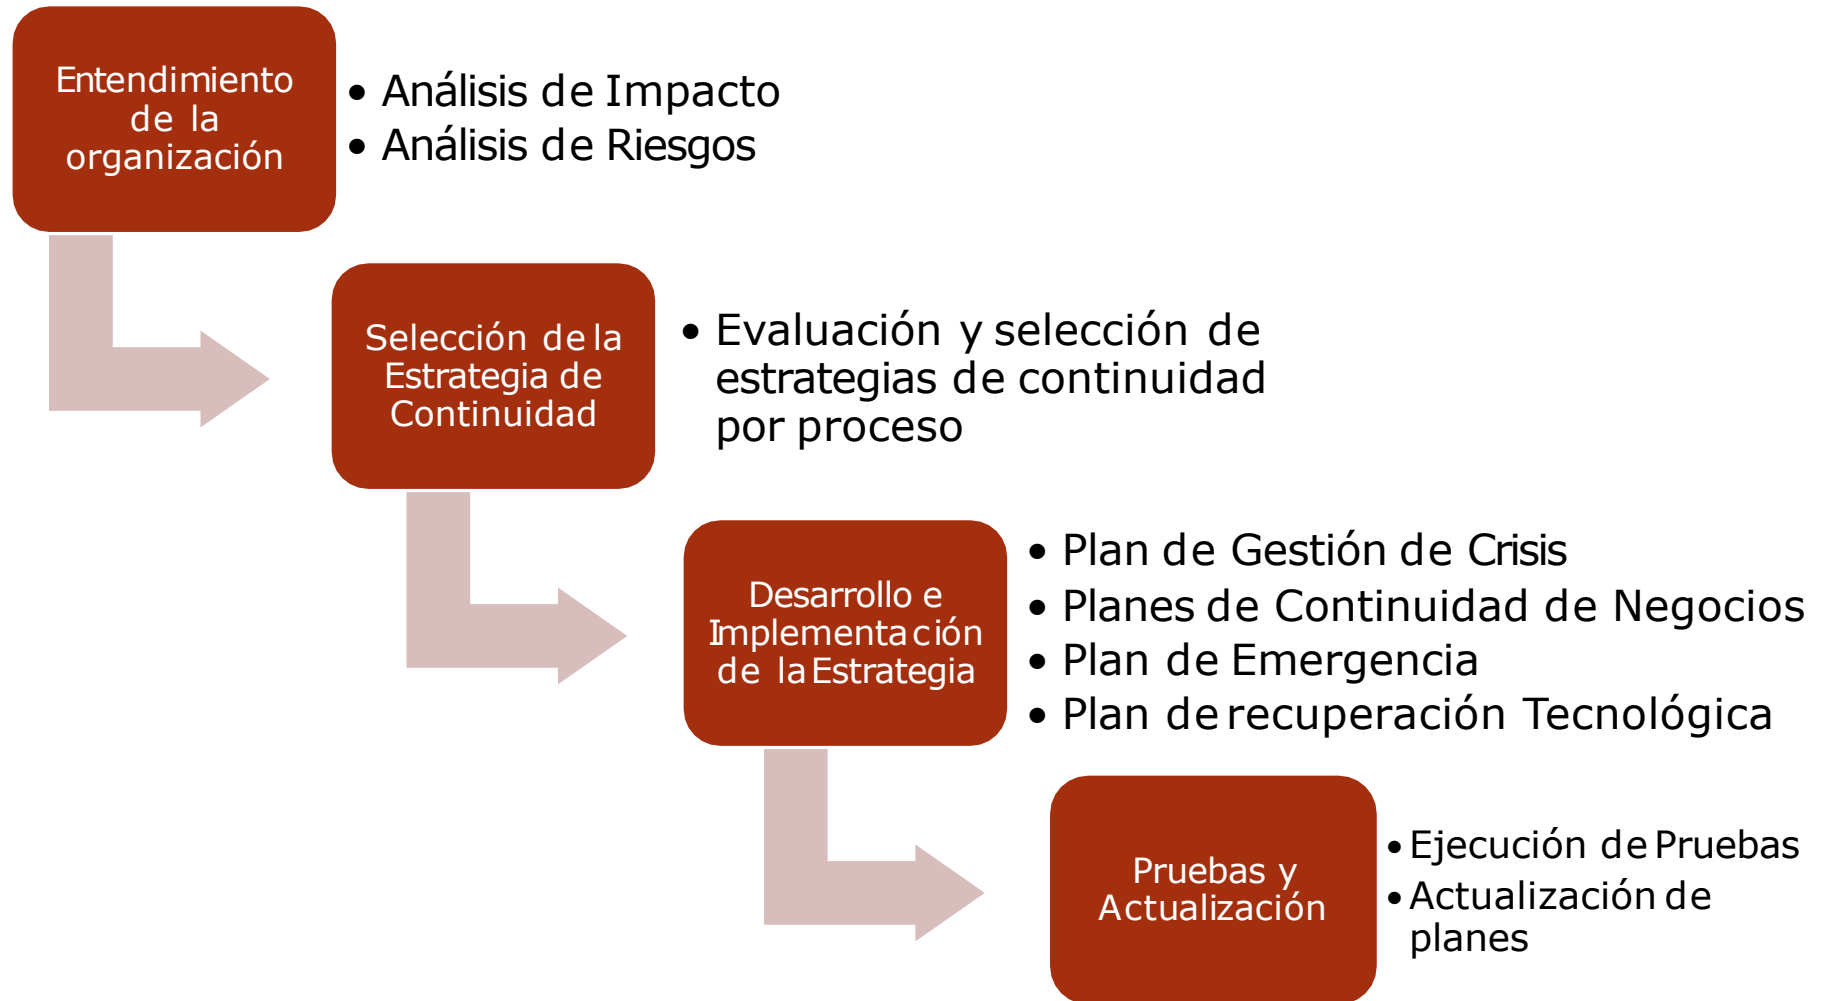 Entendimiento
de la
organización
• Análisis de Impacto
• Análisis de Riesgos
Selección de la
Estrategia de
Continuidad
• Evaluación y selección de
estrategias de continuidad
por proceso
Desarrollo e
Implementación
de la Estrategia
• Plan de Gestión de Crisis
• Planes de Continuidad de Negocios
• Plan de Emergencia
• Plan de recuperación Tecnológica
Pruebas y
Actualización
• Ejecución de Pruebas
• Actualización de
planes